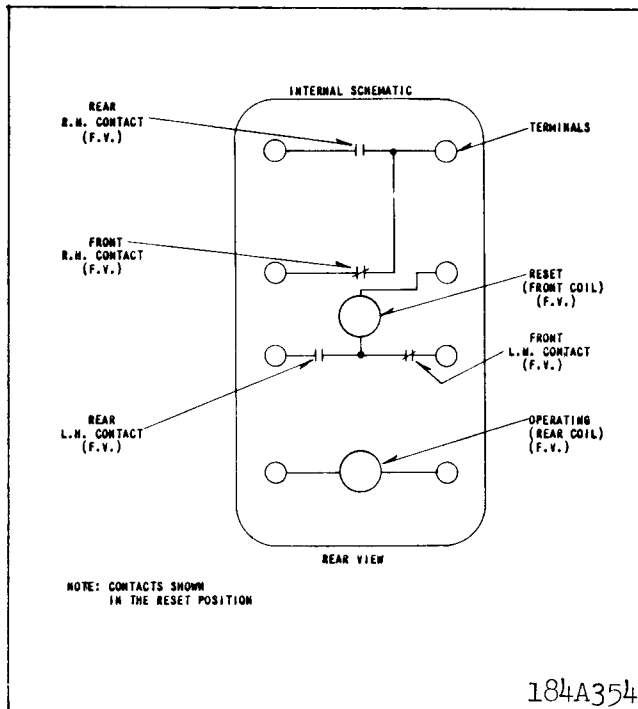 INTERNAL SCHEMATIC
REAR
R.H. CONTACT
(F.V.)
TERMINALS
FRONT
R.H. CONTACT
(F.V.)
RESET
(FRONT COIL)
(F.V.)
FRONT
L.H. CONTACT
(F.V.)
REAR
L.H. CONTACT
(F.V.)
OPERATING
(REAR COIL)
(F.V.)
REAR VIEW
NOTE: CONTACTS SHOWN
IN THE RESET POSITION
184A354